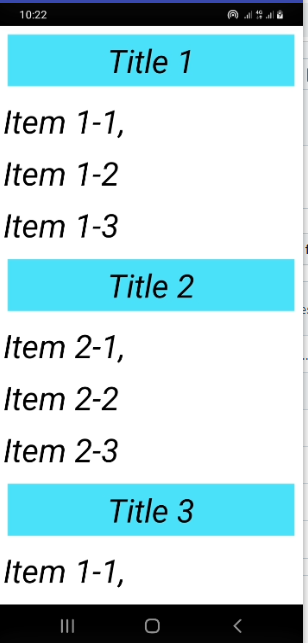 10:22
Title 1
Item 1-1,
Item 1-2
Item 1-3
Title 2
Item 2-1,
Item 2-2
Item 2-3
Title 3
Item 1-1,